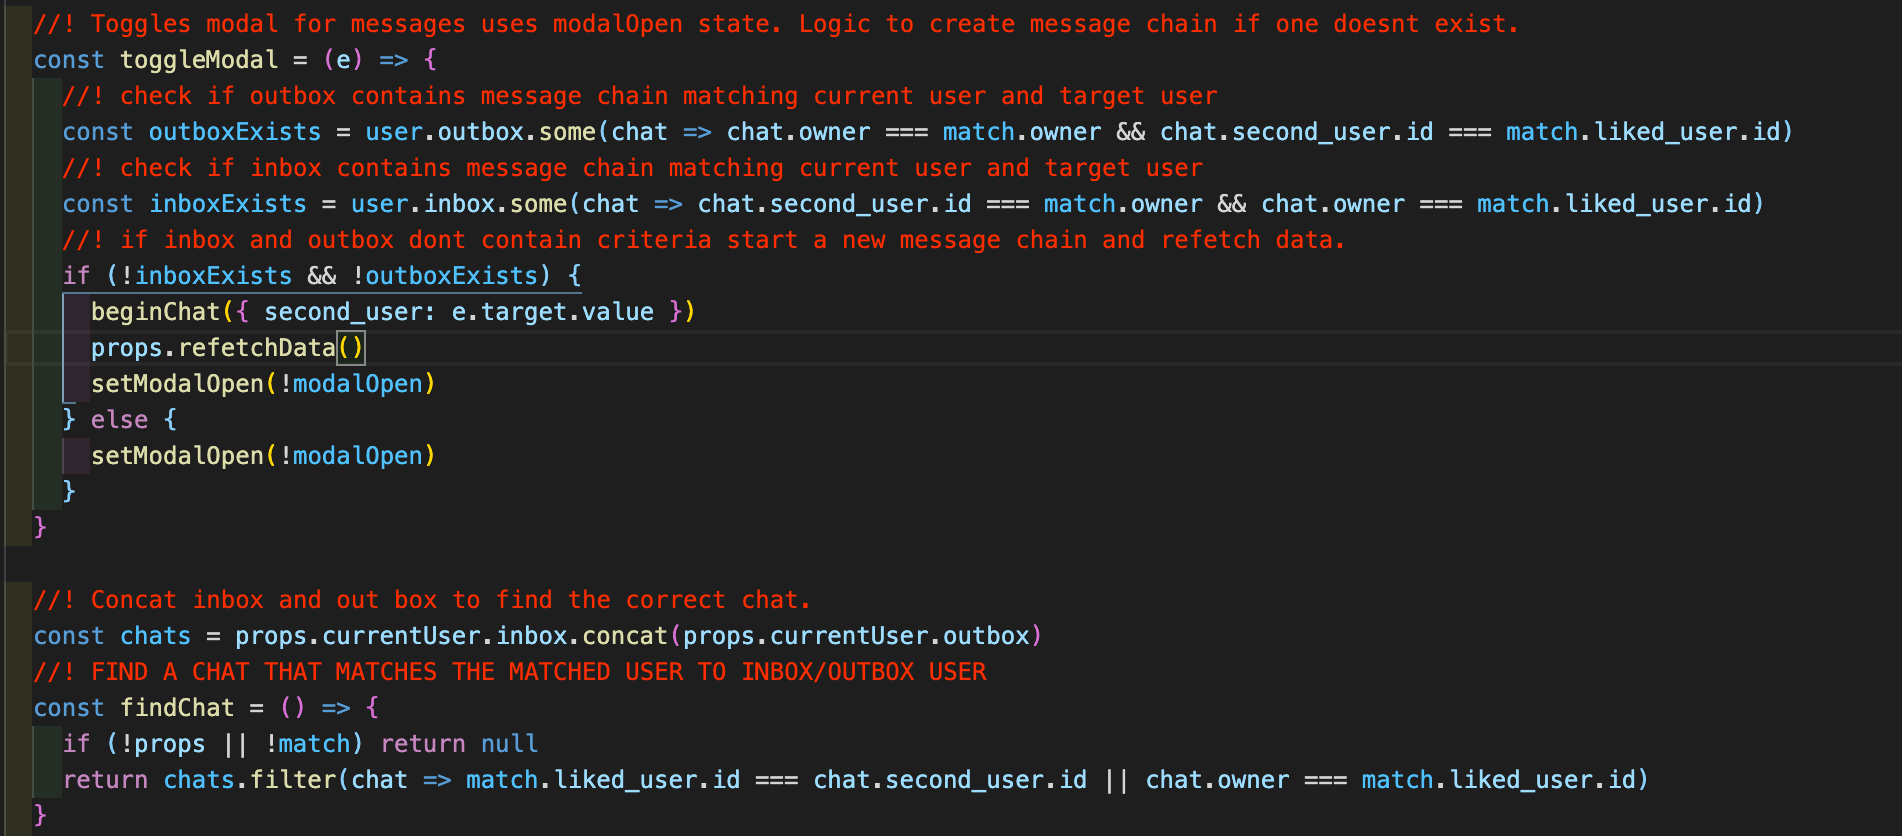 //! Toggles modal for messages uses modalOpen state. Logic to create message chain if one doesnt exist.
const toggleModal = (e) => {
  //! check if outbox contains message chain matching current user and target user
  const outboxExists = user.outbox.some(chat => chat.owner === match.owner && chat.second_user.id === match.liked_user.id)
  //! check if inbox contains message chain matching current user and target user
  const inboxExists = user.inbox.some(chat => chat.second_user.id === match.owner && chat.owner === match.liked_user.id)
  //! if inbox and outbox dont contain criteria start a new message chain and refetch data.
  if (!inboxExists && !outboxExists) {
    beginChat({ second_user: e.target.value })
    props.refetchData()
    setModalOpen(!modalOpen)
  } else {
    setModalOpen(!modalOpen)
  }
}
//! Concat inbox and out box to find the correct chat.
const chats = props.currentUser.inbox.concat(props.currentUser.outbox)
//! FIND A CHAT THAT MATCHES THE MATCHED USER TO INBOX/OUTBOX USER
const findChat = () => {
  if (!props || !match) return null
  return chats.filter(chat => match.liked_user.id === chat.second_user.id || chat.owner === match.liked_user.id)
}